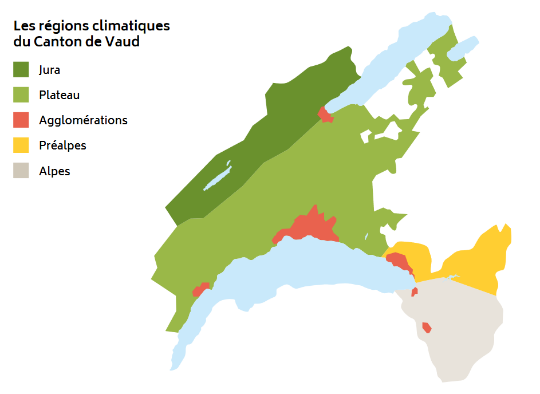 Les régions climatiques
du Canton de Vaud
Jura
Plateau
Agglomérations
Préalpes
Alpes